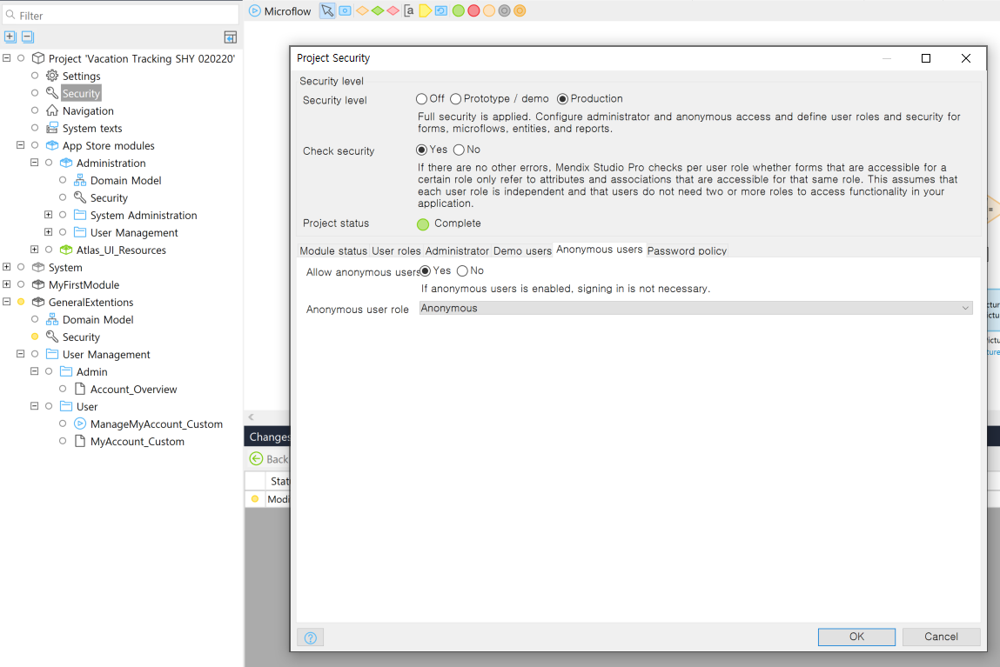 Filter
Microflow
Project 'Vacation Tracking SHY 020220'
Settings
Security
Navigation
System texts
App Store modules
Administration
Domain Model
Security
System Administration
User Management
Atlas_UI_Resources
System
MyFirstModule
GeneralExtentions
Domain Model
Security
User Management
Admin
Account_Overview
User
ManageMyAccount_Custom
MyAccount_Custom
Project Security
Security level
Security level Off Prototype / demo Production
Full security is applied. Configure administrator and anonymous access and define user roles and security for
forms, microflows, entities, and reports.
Check security Yes No
If there are no other errors, Mendix Studio Pro checks per user role whether forms that are accessible for a
certain role only refer to attributes and associations that are accessible for that same role. This assumes that
each user role is independent and that users do not need two or more roles to access functionality in your
application.
Project status Complete
Module status User roles Administrator Demo users Anonymous users Password policy
Allow anonymous users Yes No
If anonymous users is enabled, signing in is not necessary.
Anonymous user role Anonymous
OK Cancel
Changes
Back